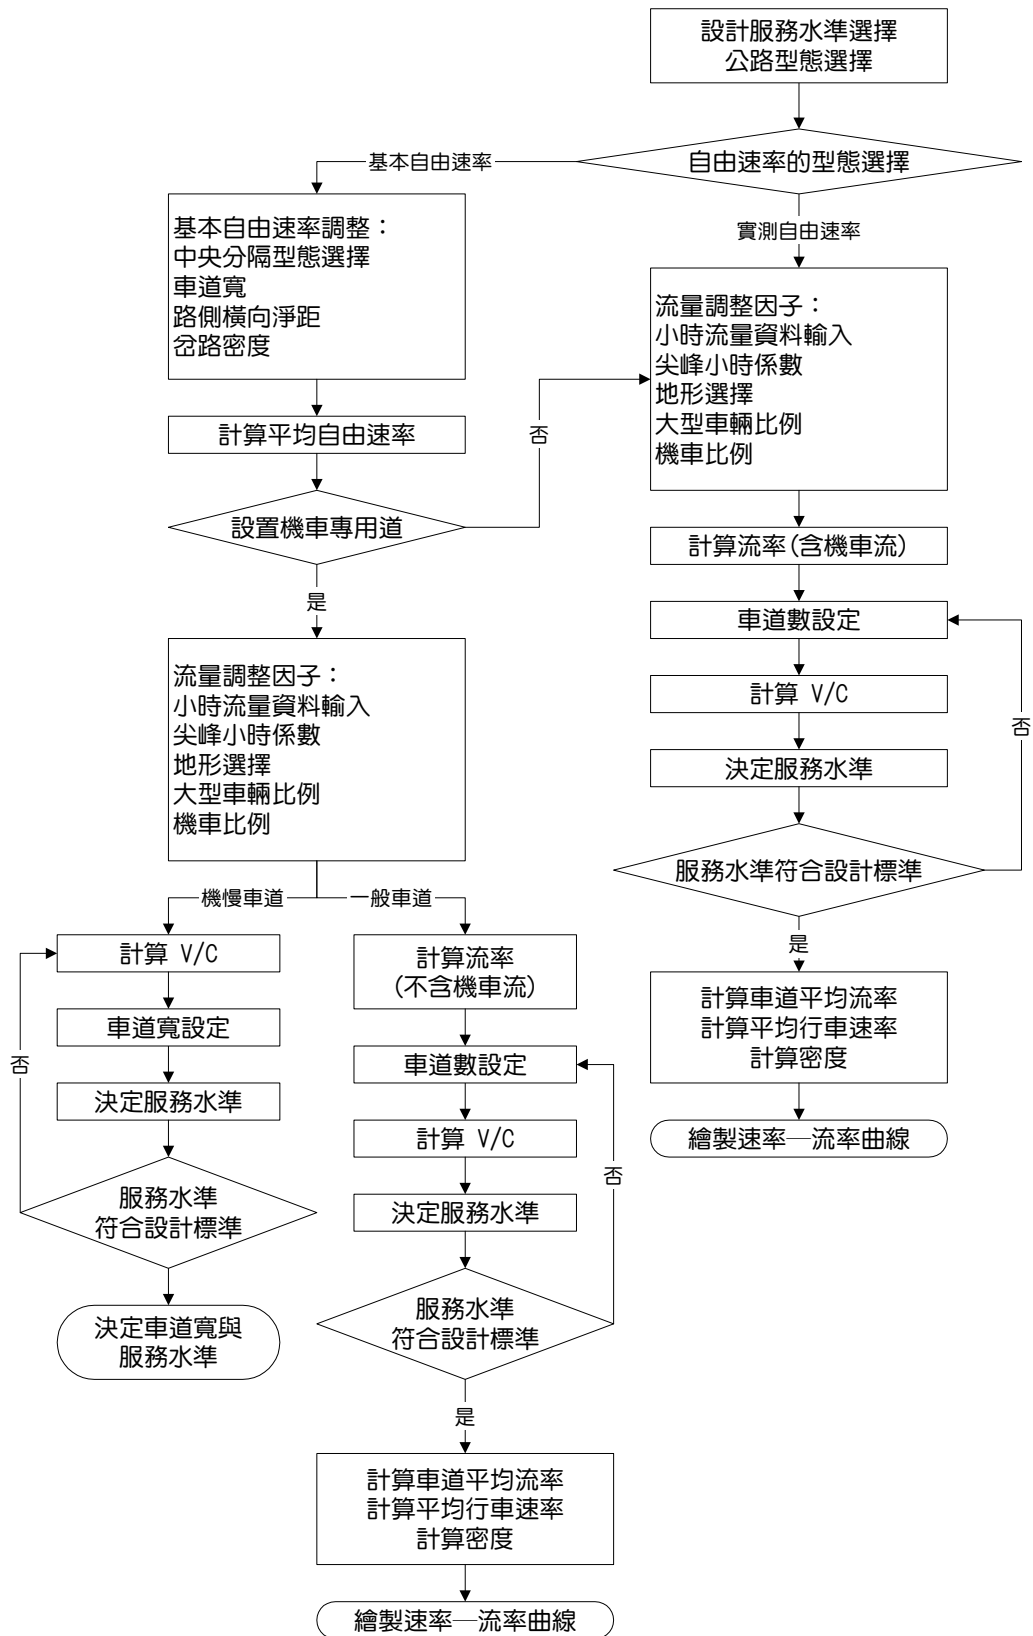 設計服務水準選擇
公路型態選擇
自由速率的型態選擇
基本自由速率
實測自由速率
基本自由速率調整：
中央分隔型態選擇
車道寬
路側橫向淨距
岔路密度
計算平均自由速率
設置機車專用道
否
是
流量調整因子：
小時流量資料輸入
尖峰小時係數
地形選擇
大型車輛比例
機車比例
機慢車道
一般車道
計算 V/C
車道寬設定
決定服務水準
服務水準
符合設計標準
否
決定車道寬與
服務水準
計算流率
(不含機車流)
車道數設定
計算 V/C
決定服務水準
服務水準
符合設計標準
否
是
計算車道平均流率
計算平均行車速率
計算密度
繪製速率—流率曲線
流量調整因子：
小時流量資料輸入
尖峰小時係數
地形選擇
大型車輛比例
機車比例
計算流率(含機車流)
車道數設定
計算 V/C
決定服務水準
服務水準符合設計標準
否
是
計算車道平均流率
計算平均行車速率
計算密度
繪製速率—流率曲線